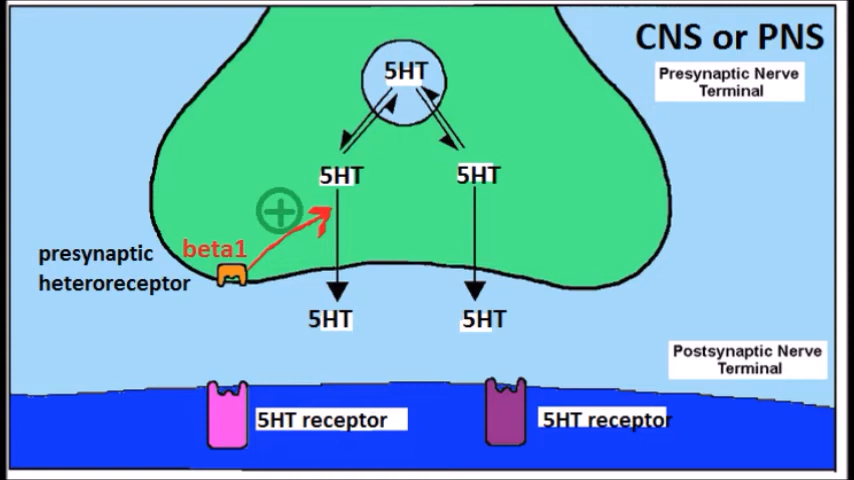 CNS or PNS
Presynaptic Nerve
Terminal
5HT
5HT
5HT
beta1
presynaptic
heteroreceptor
5HT
5HT
Postsynaptic Nerve
Terminal
5HT receptor
5HT receptor